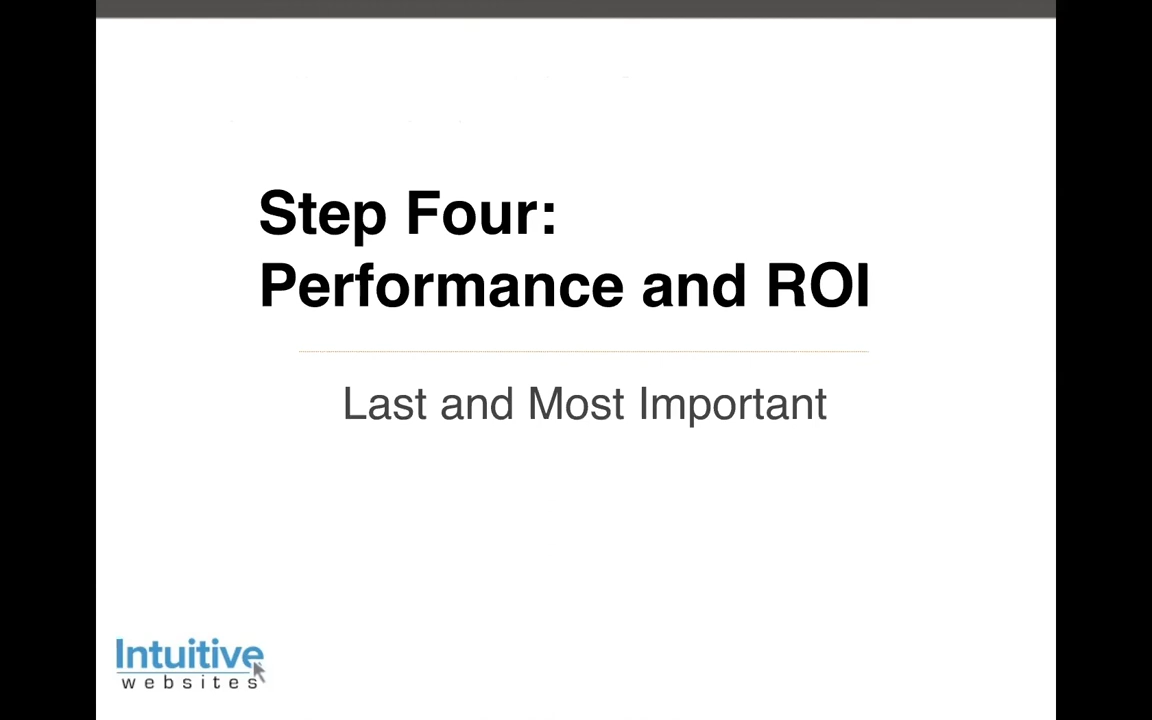 Step Four:
Performance and ROI
Last and Most Important
Intuitive
websites